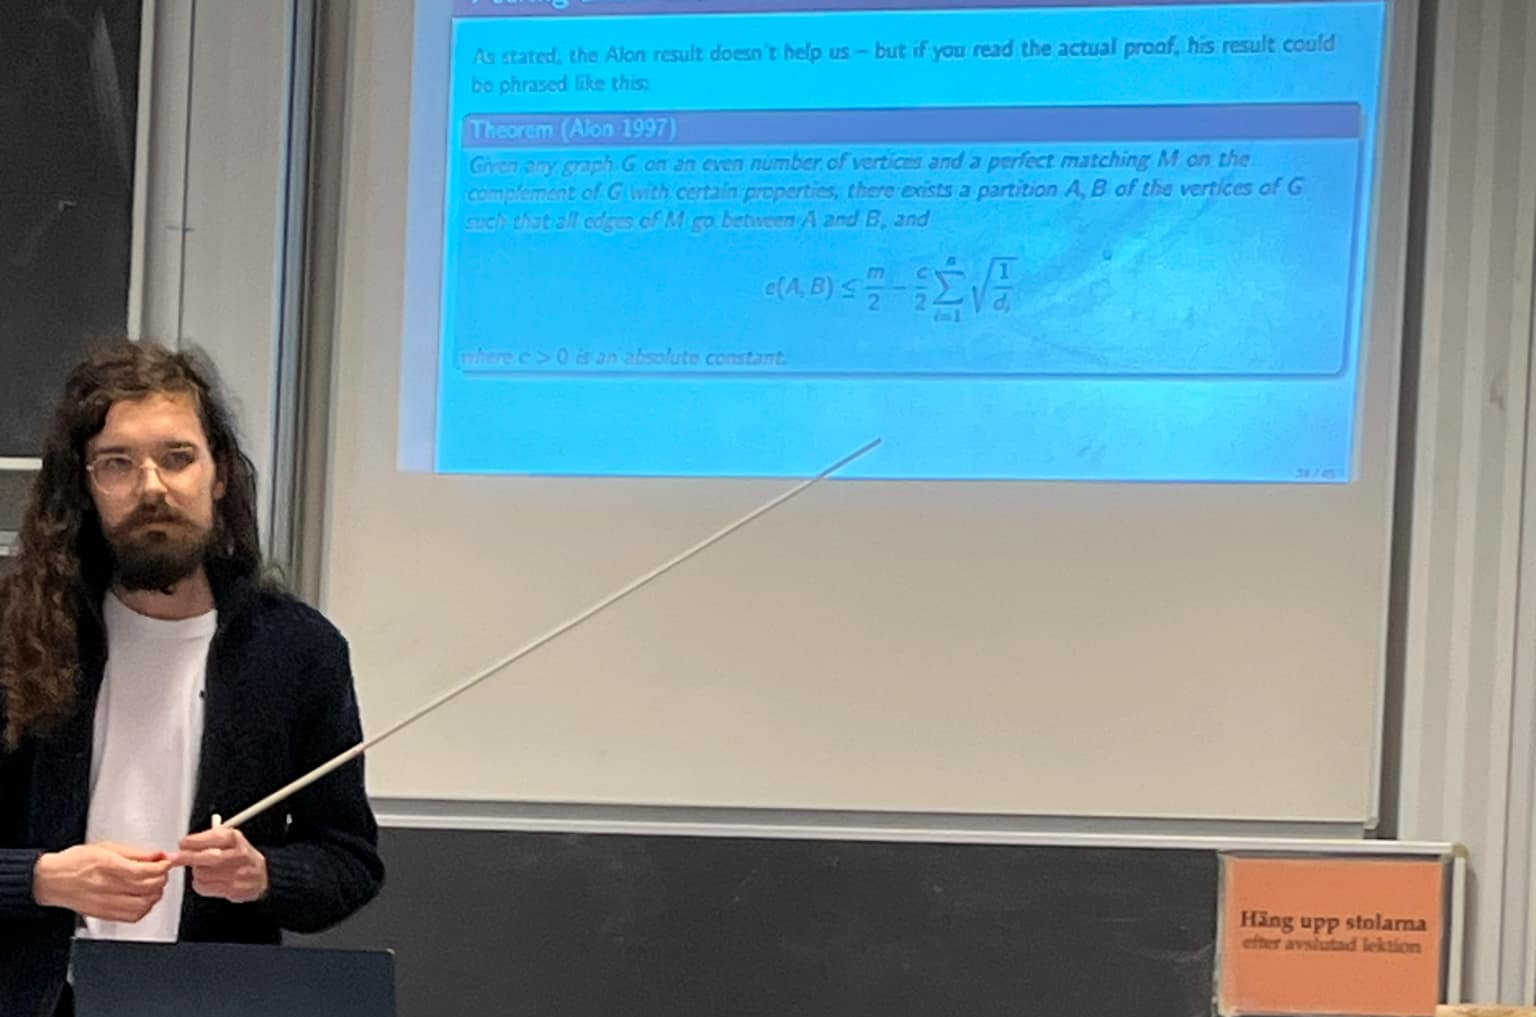 As stated, the Alon result doesn't help us – but if you read the actual proof, his result could
be phrased like this:
Theorem (Alon 1997)
Given any graph G on an even number of vertices and a perfect matching M on the
complement of G with certain properties, there exists a partition A, B of the vertices of G
such that all edges of M go between A and B, and
e(A, B) ≤ m/2 − c/2 ∑_{i=1}^{n} √(1/d_i)
where c > 0 is an absolute constant.
Häng upp stolarna
efter avslutad lektion